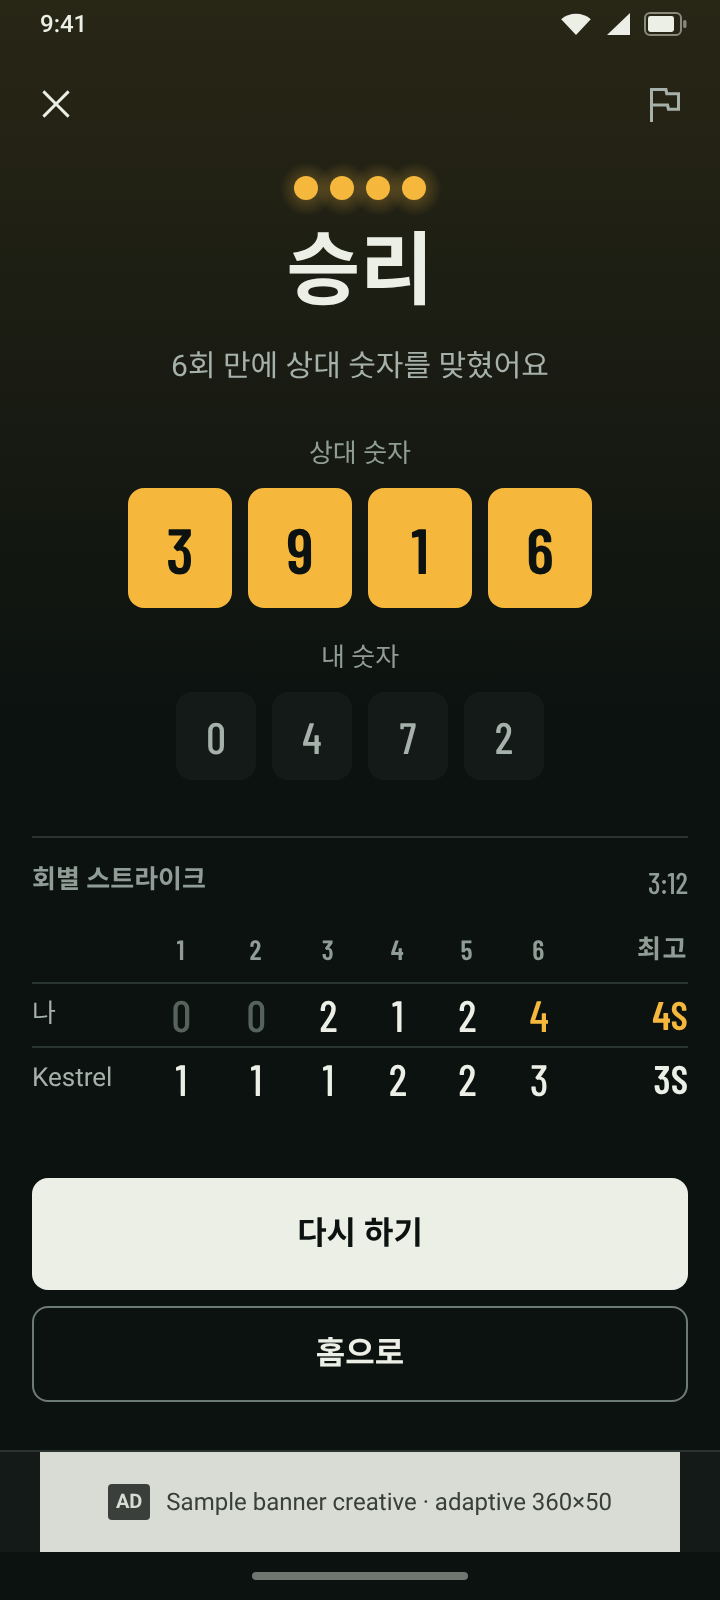 9:41
승리
6회 만에 상대 숫자를 맞혔어요
상대 숫자
3 9 1 6
내 숫자
0 4 7 2
회별 스트라이크 3:12
1 2 3 4 5 6 최고
나 0 0 2 1 2 4 4S
Kestrel 1 1 1 2 2 3 3S
다시 하기
홈으로
AD Sample banner creative · adaptive 360×50